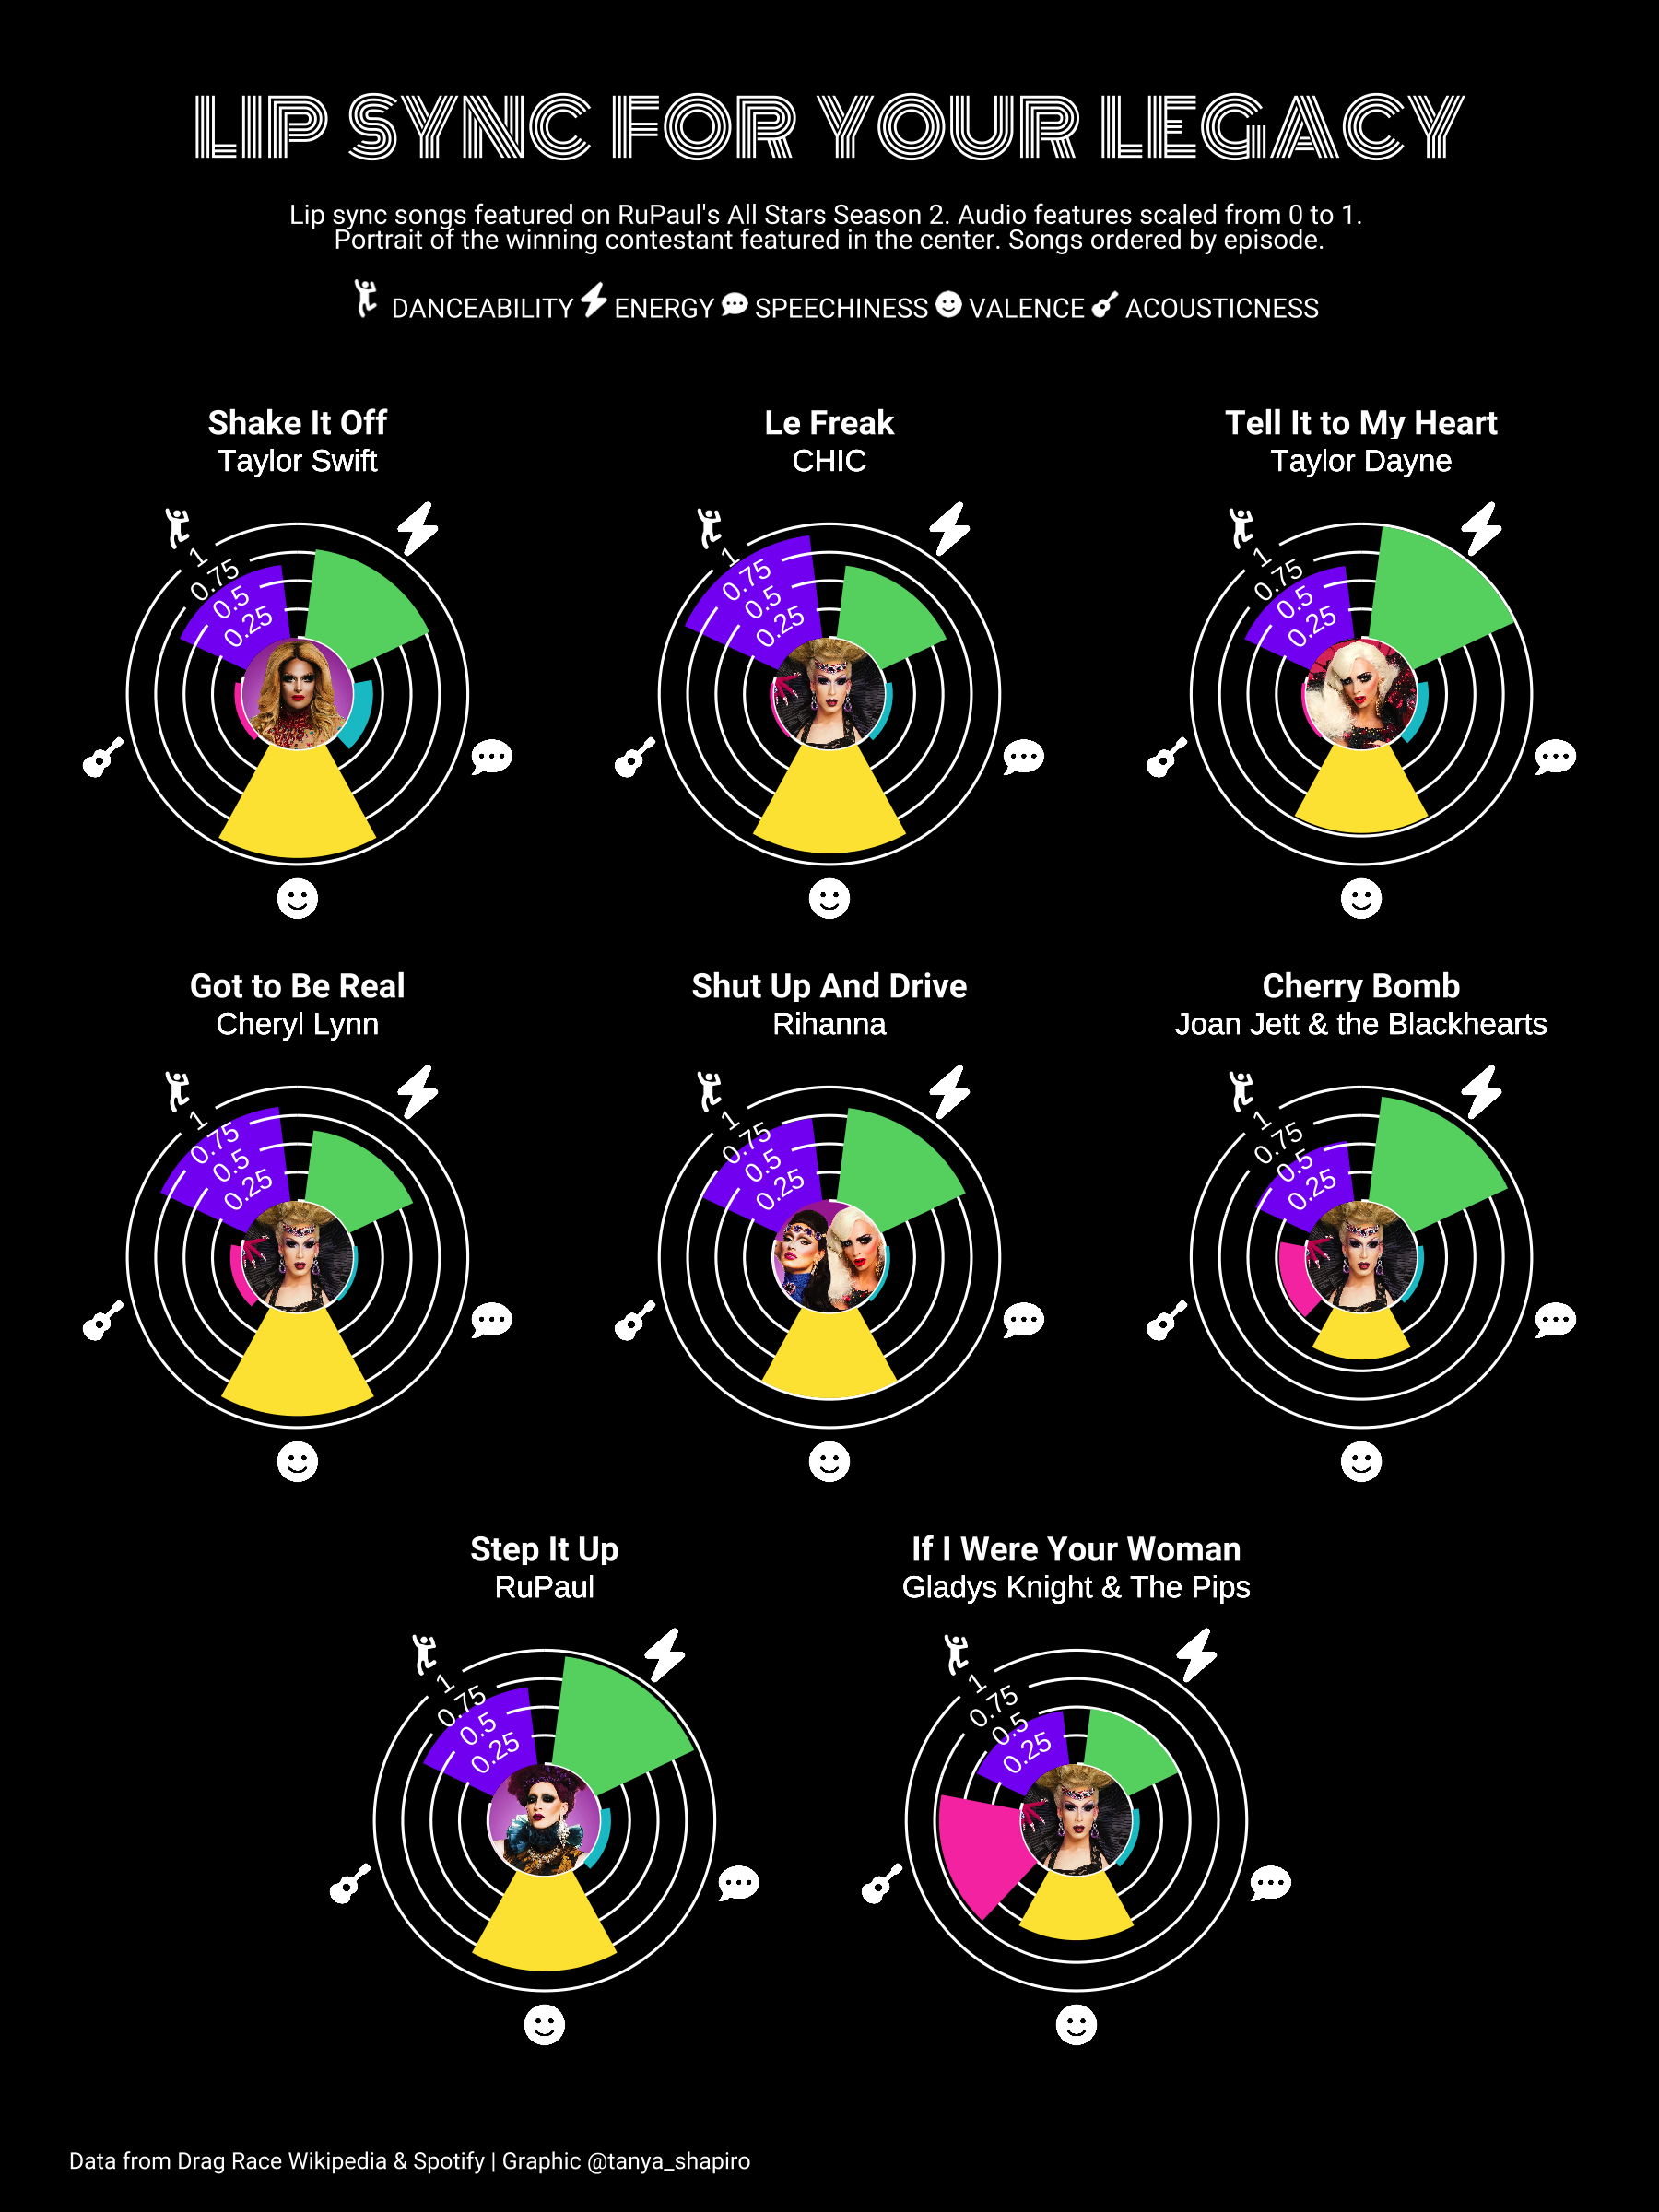 LIP SYNC FOR YOUR LEGACY
Lip sync songs featured on RuPaul's All Stars Season 2. Audio features scaled from 0 to 1.
Portrait of the winning contestant featured in the center. Songs ordered by episode.
DANCEABILITY ENERGY SPEECHINESS VALENCE ACOUSTICNESS
Shake It Off
Taylor Swift
1
0.75
0.5
0.25
Le Freak
CHIC
1
0.75
0.5
0.25
Tell It to My Heart
Taylor Dayne
1
0.75
0.5
0.25
Got to Be Real
Cheryl Lynn
1
0.75
0.5
0.25
Shut Up And Drive
Rihanna
1
0.75
0.5
0.25
Cherry Bomb
Joan Jett & the Blackhearts
1
0.75
0.5
0.25
Step It Up
RuPaul
1
0.75
0.5
0.25
If I Were Your Woman
Gladys Knight & The Pips
1
0.75
0.5
0.25
Data from Drag Race Wikipedia & Spotify | Graphic @tanya_shapiro